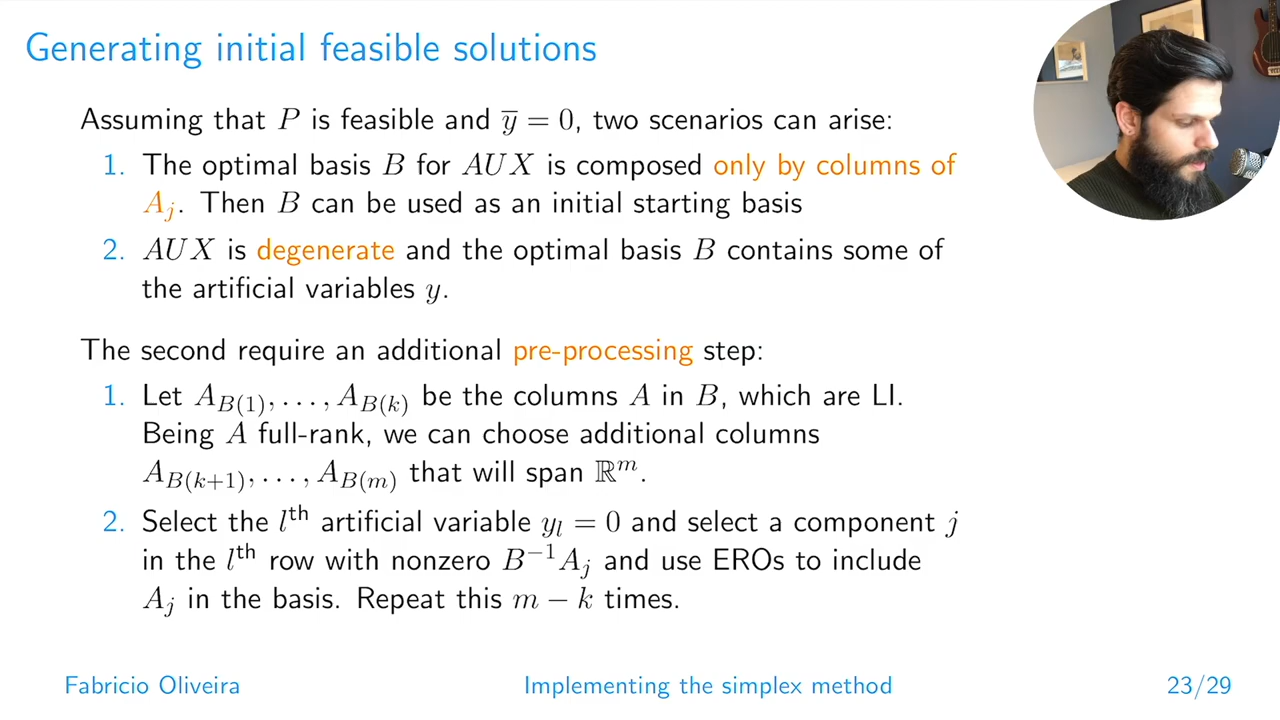 Generating initial feasible solutions
Assuming that P is feasible and y̅ = 0, two scenarios can arise:
1. The optimal basis B for AUX is composed only by columns of
A_j. Then B can be used as an initial starting basis
2. AUX is degenerate and the optimal basis B contains some of
the artificial variables y.
The second require an additional pre-processing step:
1. Let A_{B(1)}, . . . , A_{B(k)} be the columns A in B, which are LI.
Being A full-rank, we can choose additional columns
A_{B(k+1)}, . . . , A_{B(m)} that will span ℝ^m.
2. Select the l^th artificial variable y_l = 0 and select a component j
in the l^th row with nonzero B^{-1}A_j and use EROs to include
A_j in the basis. Repeat this m − k times.
Fabricio Oliveira
Implementing the simplex method
23/29